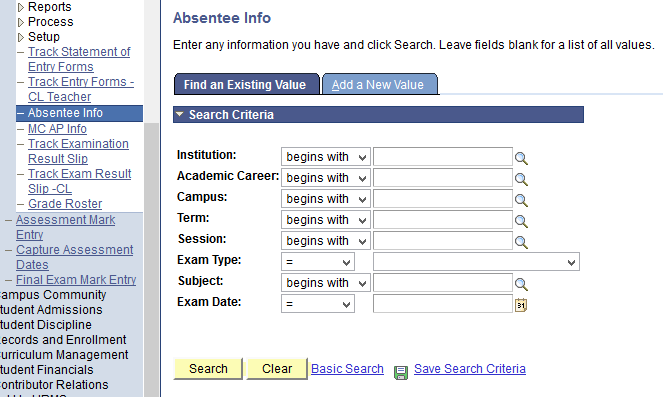 Reports
Process
Setup
Track Statement of
Entry Forms
Track Entry Forms -
CL Teacher
Absentee Info
MC AP Info
Track Examination
Result Slip
Track Exam Result
Slip -CL
Grade Roster
Assessment Mark
Entry
Capture Assessment
Dates
Final Exam Mark Entry
ampus Community
tudent Admissions
tudent Discipline
ecords and Enrollment
urriculum Management
tudent Financials
ontributor Relations
Absentee Info
Enter any information you have and click Search. Leave fields blank for a list of all values.
Find an Existing Value Add a New Value
Search Criteria
Institution: begins with
Academic Career: begins with
Campus: begins with
Term: begins with
Session: begins with
Exam Type: =
Subject: begins with
Exam Date: = 31
Search Clear Basic Search Save Search Criteria